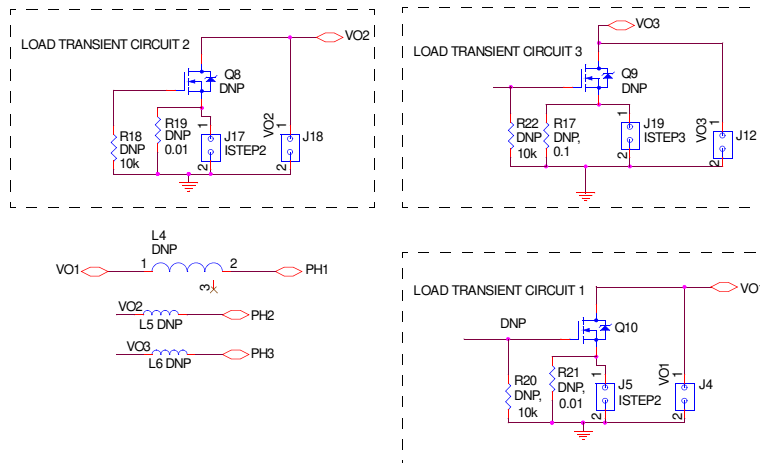 LOAD TRANSIENT CIRCUIT 2
VO2
Q8
DNP
R18
DNP
10k
R19
DNP
0.01
1
2
J17
ISTEP2
VO2
1
2
J18
LOAD TRANSIENT CIRCUIT 3
VO3
Q9
DNP
R22
DNP
10k
R17
DNP,
0.1
1
2
J19
ISTEP3
VO3
1
2
J12
L4
DNP
VO1
1
2
3
PH1
VO2
L5 DNP
PH2
VO3
L6 DNP
PH3
LOAD TRANSIENT CIRCUIT 1
VO1
DNP
Q10
R20
DNP,
10k
R21
DNP,
0.01
1
2
J5
ISTEP2
VO1
1
2
J4